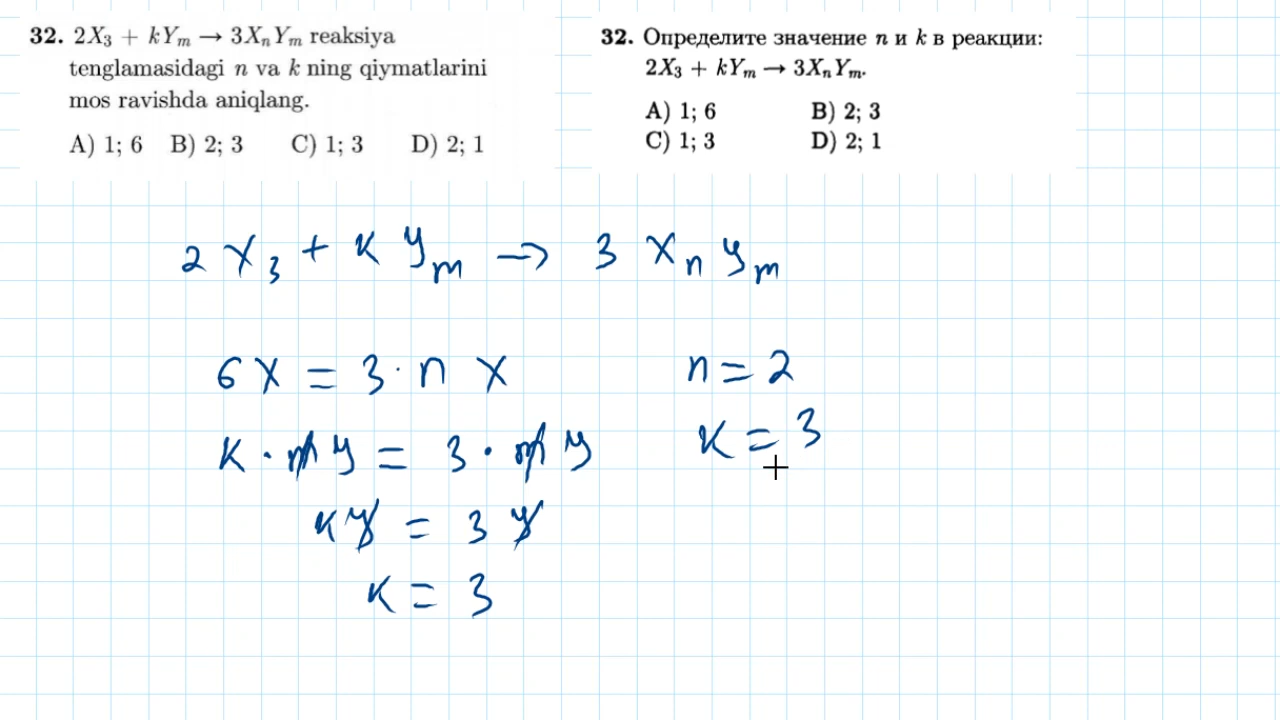 32. 2X₃ + kYₘ → 3XₙYₘ reaksiya
tenglamasidagi n va k ning qiymatlarini
mos ravishda aniqlang.
A) 1; 6 B) 2; 3 C) 1; 3 D) 2; 1
32. Определите значение n и k в реакции:
2X₃ + kYₘ → 3XₙYₘ.
A) 1; 6 B) 2; 3
C) 1; 3 D) 2; 1
2 X₃ + K Yₘ → 3 Xₙ Yₘ
6X = 3 · n X
n = 2
K · m y = 3 · m y
K = 3
K y = 3 y
K = 3